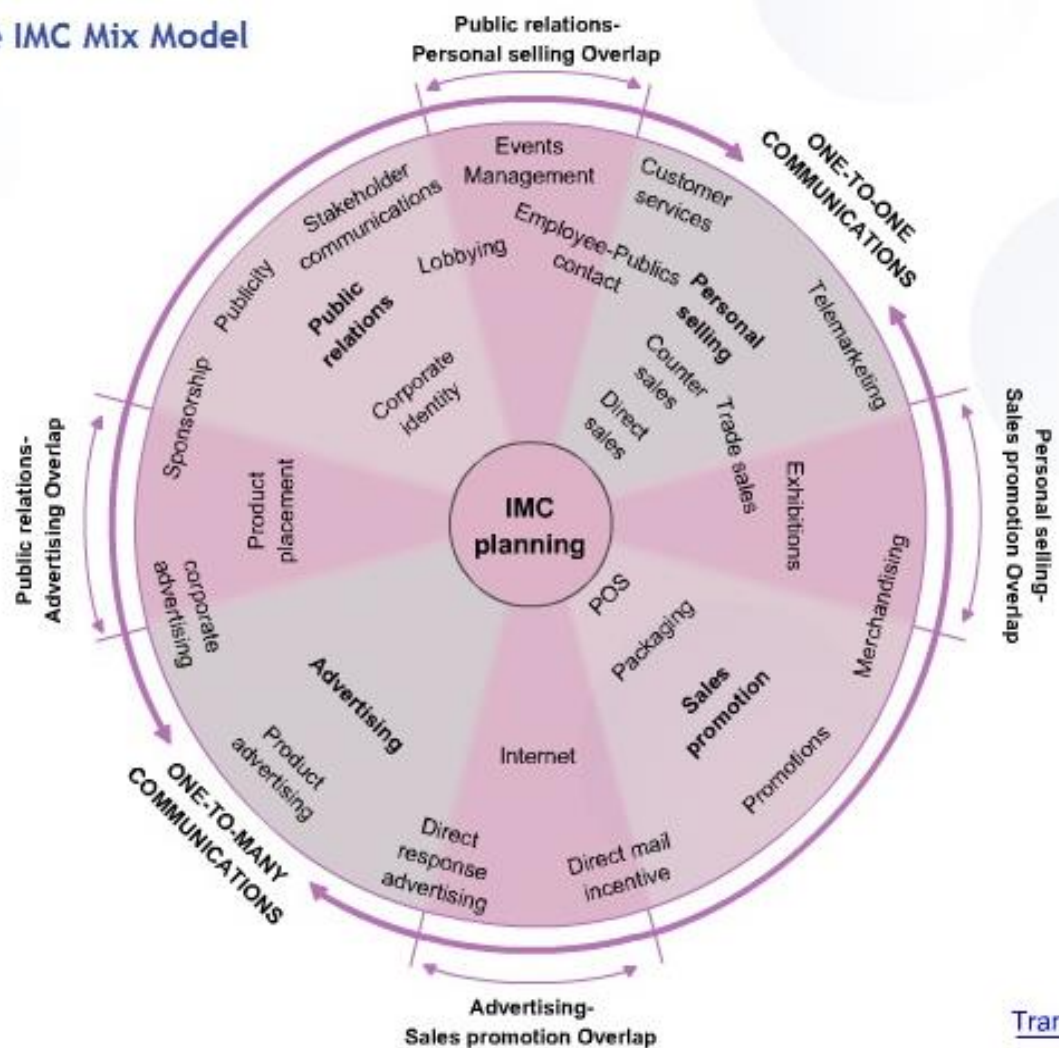 IMC Mix Model
Public relations-
Personal selling Overlap
ONE-TO-ONE
COMMUNICATIONS
Events
Management
Customer
services
Stakeholder
communications
Employee-Publics
contact
Lobbying
Publicity
Public
relations
Personal
selling
Telemarketing
Counter
sales
Corporate
identity
Direct
sales
Trade sales
Sponsorship
Product
placement
Exhibitions
IMC
planning
Public relations-
Advertising Overlap
Personal selling-
Sales promotion Overlap
corporate
advertising
POS
Packaging
Merchandising
Advertising
Sales
promotion
Product
advertising
Internet
Promotions
Direct
response
advertising
Direct mail
incentive
ONE-TO-MANY
COMMUNICATIONS
Advertising-
Sales promotion Overlap